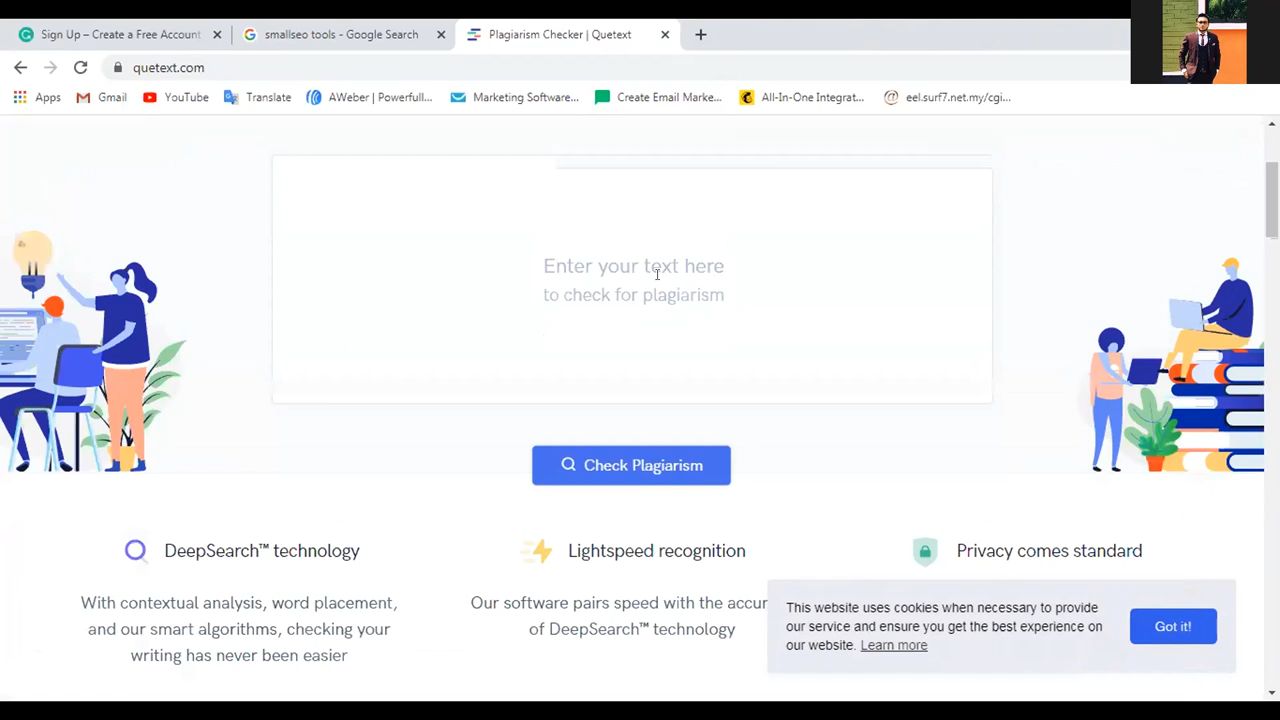 Sign Up – Create a Free Account
smallseo tools - Google Search
Plagiarism Checker | Quetext
quetext.com
Apps
Gmail
YouTube
Translate
AWeber | Powerfull...
Marketing Software...
Create Email Marke...
All-In-One Integrat...
eel.surf7.net.my/cgi...
Enter your text here
to check for plagiarism
Check Plagiarism
DeepSearch™ technology
With contextual analysis, word placement,
and our smart algorithms, checking your
writing has never been easier
Lightspeed recognition
Our software pairs speed with the accur
of DeepSearch™ technology
Privacy comes standard
This website uses cookies when necessary to provide
our service and ensure you get the best experience on
our website. Learn more
Got it!